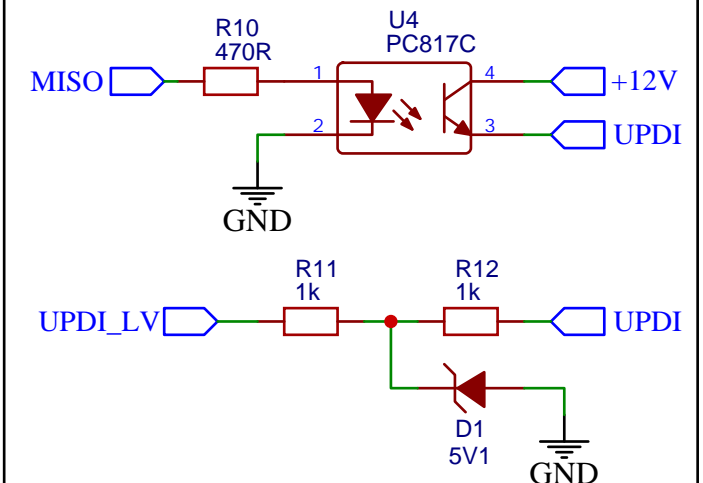 R10
470R
U4
PC817C
MISO
1
4
+12V
2
3
UPDI
GND
R11
1k
R12
1k
UPDI_LV
UPDI
D1
5V1
GND